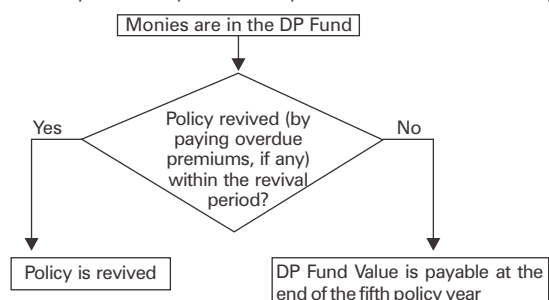 Monies are in the DP Fund
Policy revived (by
paying overdue
premiums, if any)
within the revival
period?
Yes
No
Policy is revived
DP Fund Value is payable at the
end of the fifth policy year